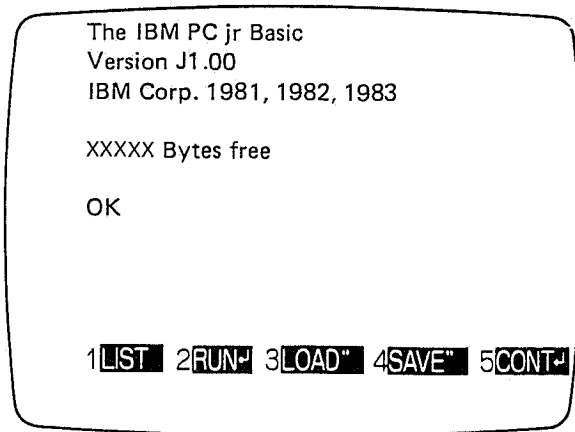 The IBM PC jr Basic
Version J1.00
IBM Corp. 1981, 1982, 1983
XXXXX Bytes free
OK
1LIST 2RUN↵ 3LOAD" 4SAVE" 5CONT↵